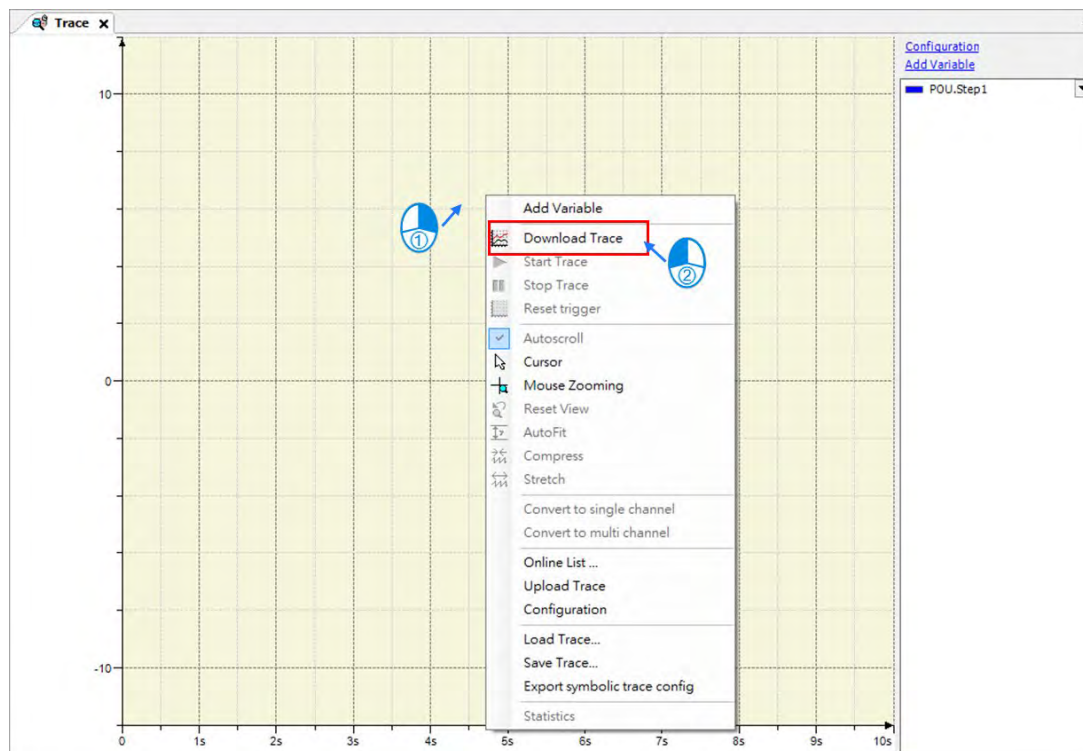 Trace
Configuration
Add Variable
POU.Step1
10
0
-10
Add Variable
Download Trace
Start Trace
Stop Trace
Reset trigger
Autoscroll
Cursor
Mouse Zooming
Reset View
AutoFit
Compress
Stretch
Convert to single channel
Convert to multi channel
Online List ...
Upload Trace
Configuration
Load Trace...
Save Trace...
Export symbolic trace config
Statistics
①
②
0 1s 2s 3s 4s 5s 6s 7s 8s 9s 10s